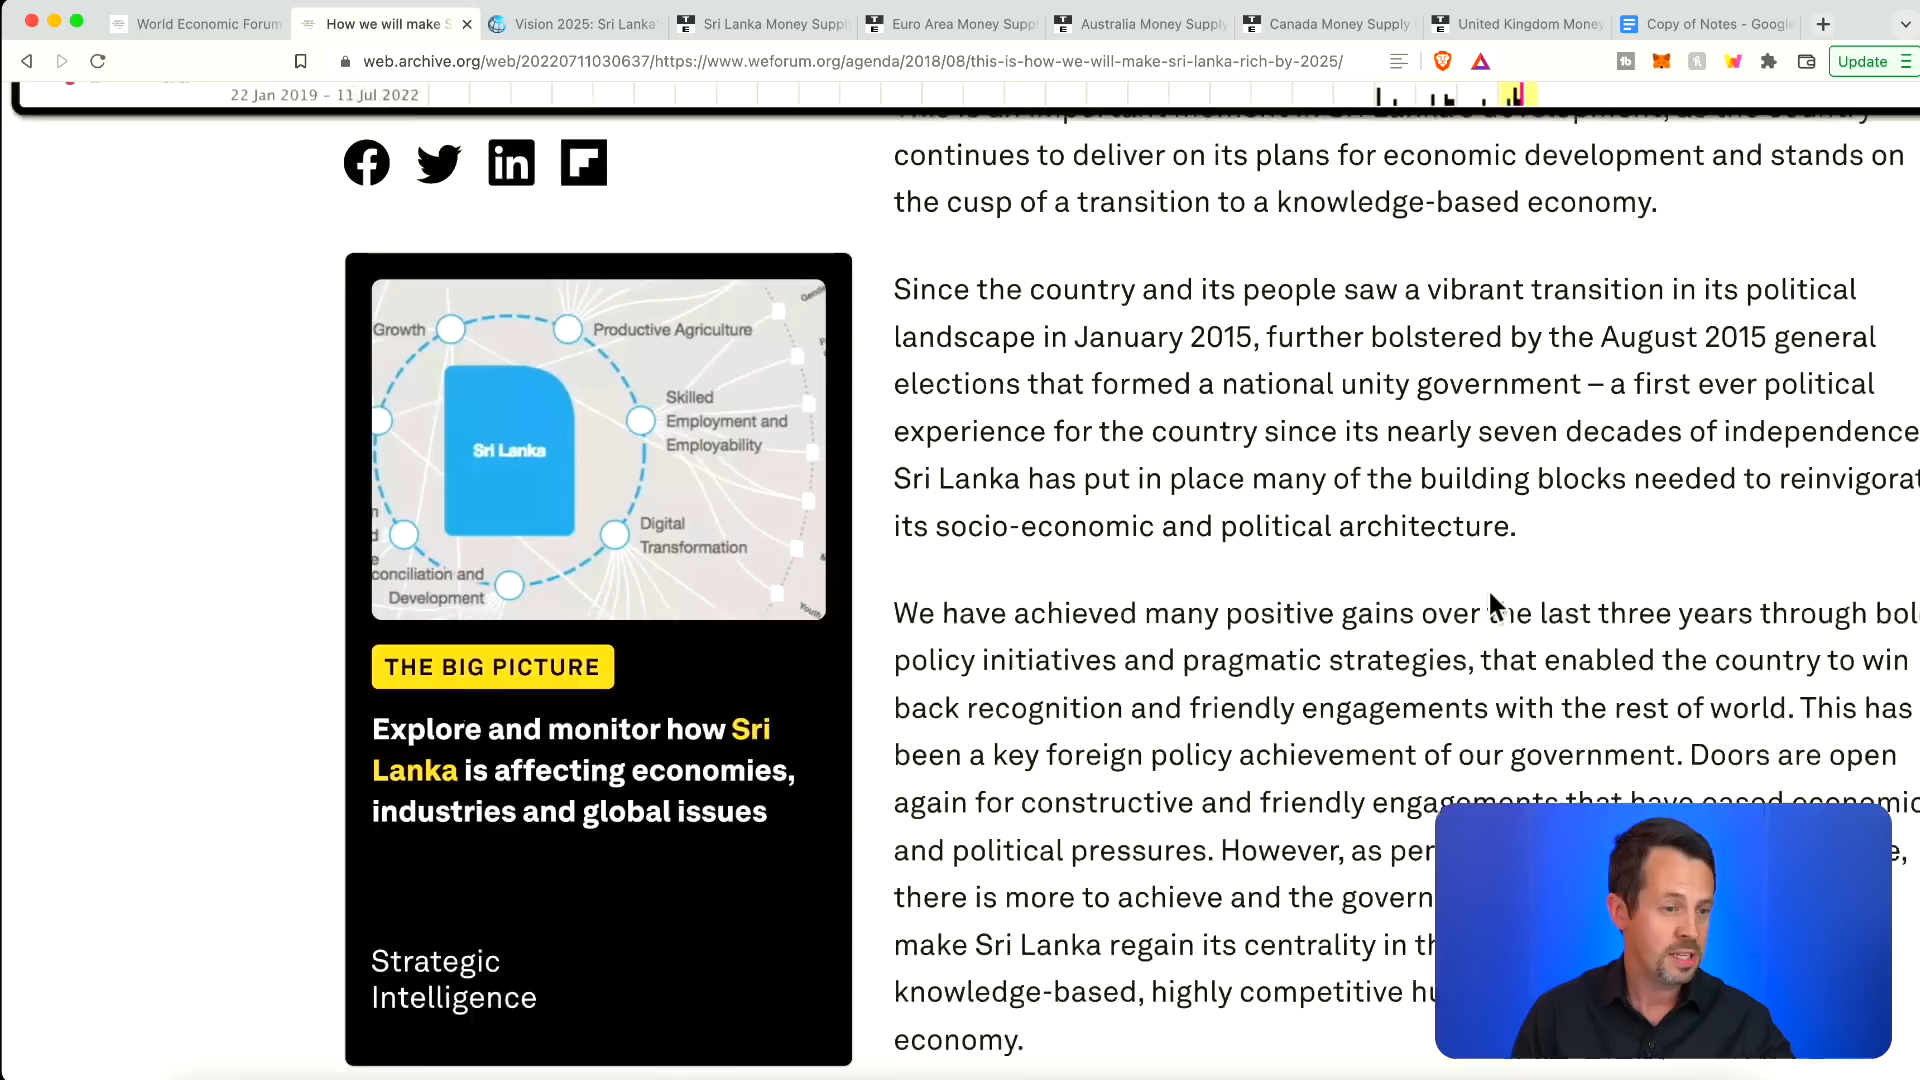 World Economic Forum
How we will make S
Vision 2025: Sri Lanka'
Sri Lanka Money Supply
Euro Area Money Supp
Australia Money Supply
Canada Money Supply
United Kingdom Money
Copy of Notes - Google
web.archive.org/web/20220711030637/https://www.weforum.org/agenda/2018/08/this-is-how-we-will-make-sri-lanka-rich-by-2025/
Update
22 Jan 2019 – 11 Jul 2022
continues to deliver on its plans for economic development and stands on
the cusp of a transition to a knowledge-based economy.
Since the country and its people saw a vibrant transition in its political
landscape in January 2015, further bolstered by the August 2015 general
elections that formed a national unity government – a first ever political
experience for the country since its nearly seven decades of independence
Sri Lanka has put in place many of the building blocks needed to reinvigorat
its socio-economic and political architecture.
We have achieved many positive gains over the last three years through bol
policy initiatives and pragmatic strategies, that enabled the country to win
back recognition and friendly engagements with the rest of world. This has
been a key foreign policy achievement of our government. Doors are open
again for constructive and friendly engagements that have eased economic
and political pressures. However, as per
there is more to achieve and the govern
make Sri Lanka regain its centrality in th
knowledge-based, highly competitive hu
economy.
Growth
Productive Agriculture
Skilled
Employment and
Employability
Sri Lanka
Digital
Transformation
conciliation and
Development
Youth
THE BIG PICTURE
Explore and monitor how Sri
Lanka is affecting economies,
industries and global issues
Strategic
Intelligence